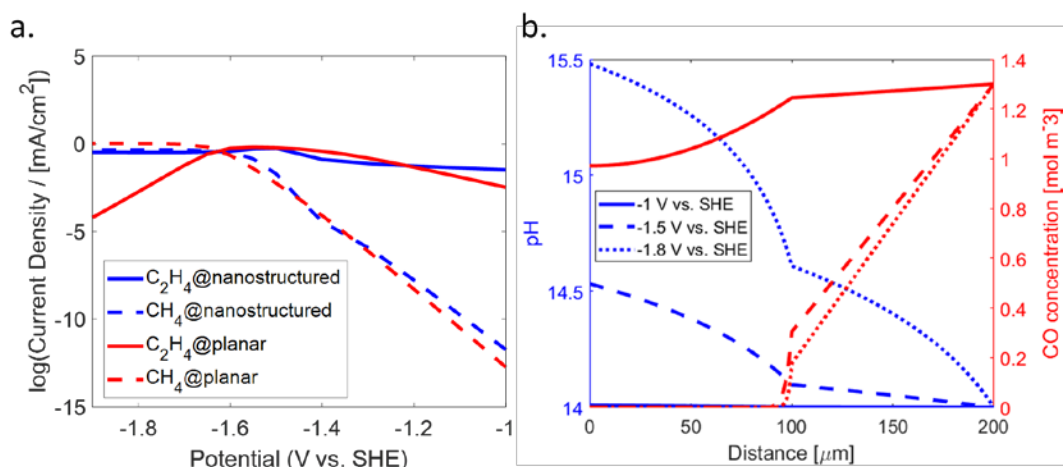 a.
log(Current Density / [mA/cm²]
5
0
-5
-10
-15
C₂H₄@nanostructured
CH₄@nanostructured
C₂H₄@planar
CH₄@planar
-1.8
-1.6
-1.4
-1.2
-1
Potential (V vs. SHE)
b.
pH
15.5
15
14.5
14
-1 V vs. SHE
-1.5 V vs. SHE
-1.8 V vs. SHE
1.4
1.2
1
0.8
0.6
0.4
0.2
0
CO concentration [mol m⁻3]
0
50
100
150
200
Distance [μm]